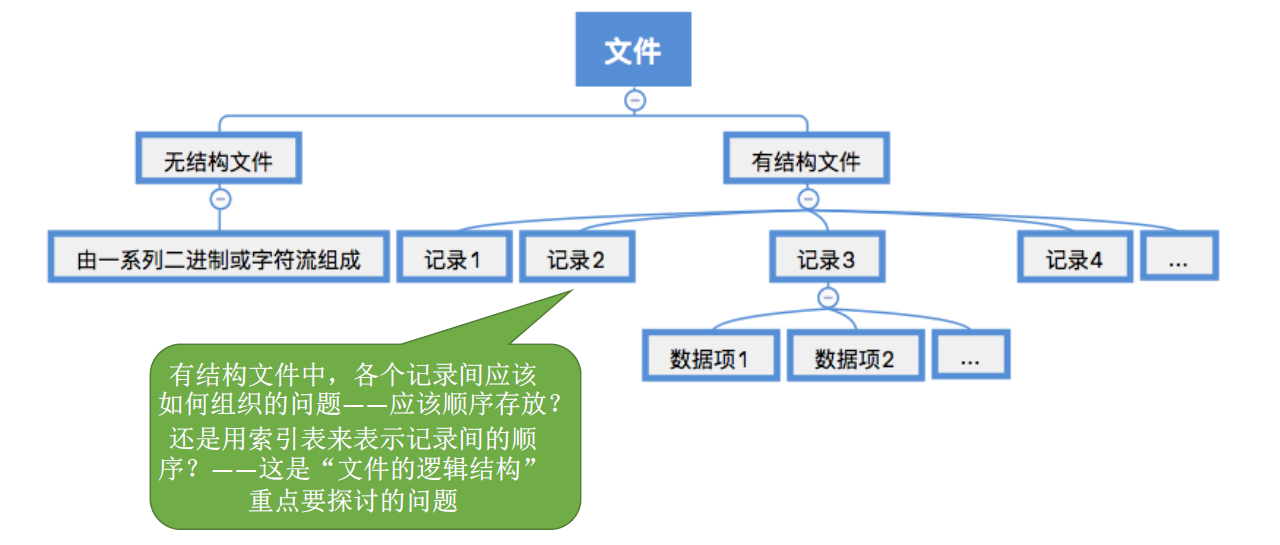 文件
无结构文件
有结构文件
由一系列二进制或字符流组成
记录1
记录2
记录3
记录4
...
数据项1
数据项2
...
有结构文件中，各个记录间应该
如何组织的问题——应该顺序存放？
还是用索引表来表示记录间的顺
序？——这是“文件的逻辑结构”
重点要探讨的问题